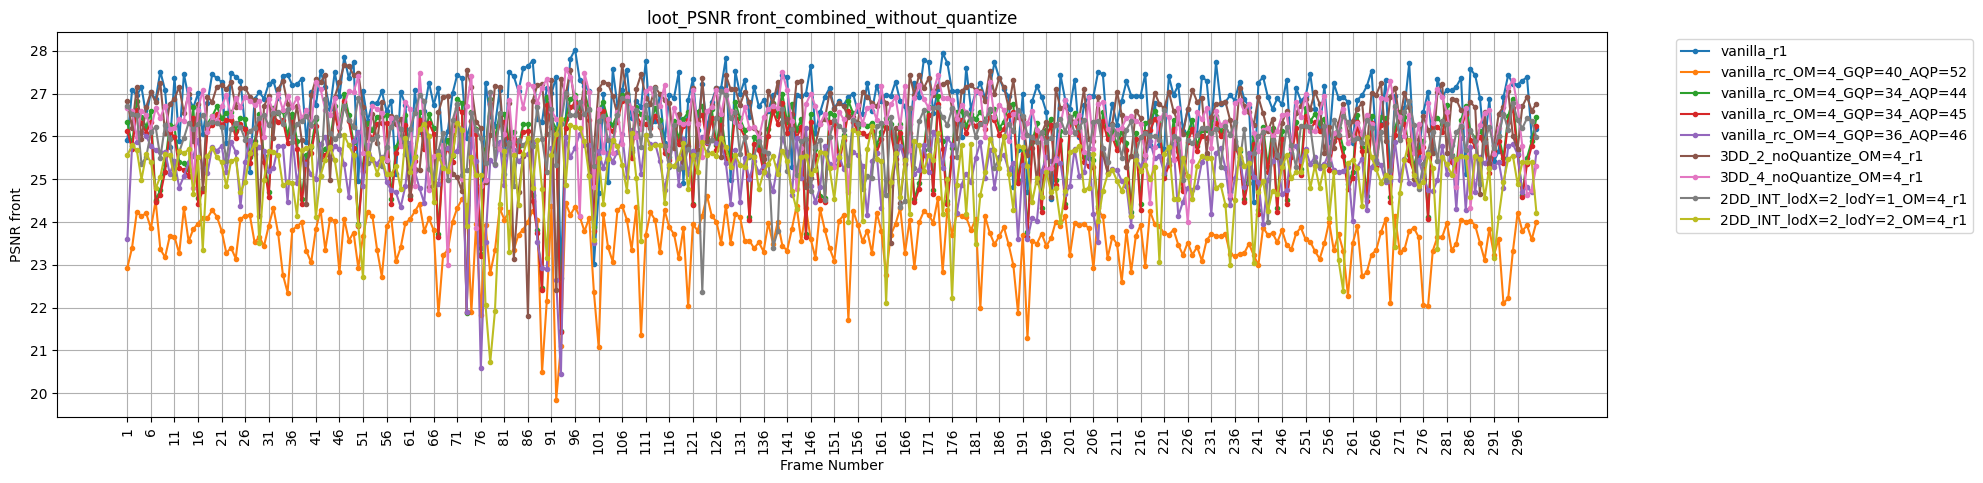 loot_PSNR front_combined_without_quantize
PSNR front
28
27
26
25
24
23
22
21
20
1 6 11 16 21 26 31 36 41 46 51 56 61 66 71 76 81 86 91 96 101 106 111 116 121 126 131 136 141 146 151 156 161 166 171 176 181 186 191 196 201 206 211 216 221 226 231 236 241 246 251 256 261 266 271 276 281 286 291 296
Frame Number
vanilla_r1
vanilla_rc_OM=4_GQP=40_AQP=52
vanilla_rc_OM=4_GQP=34_AQP=44
vanilla_rc_OM=4_GQP=34_AQP=45
vanilla_rc_OM=4_GQP=36_AQP=46
3DD_2_noQuantize_OM=4_r1
3DD_4_noQuantize_OM=4_r1
2DD_INT_lodX=2_lodY=1_OM=4_r1
2DD_INT_lodX=2_lodY=2_OM=4_r1